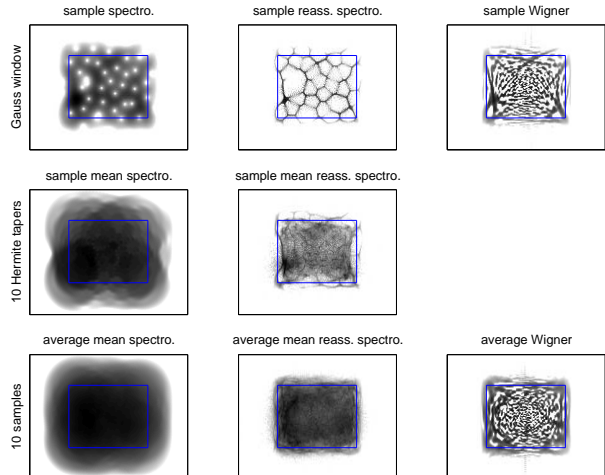 sample spectro.
sample reass. spectro.
sample Wigner
Gauss window
sample mean spectro.
sample mean reass. spectro.
10 Hermite tapers
average mean spectro.
average mean reass. spectro.
average Wigner
10 samples